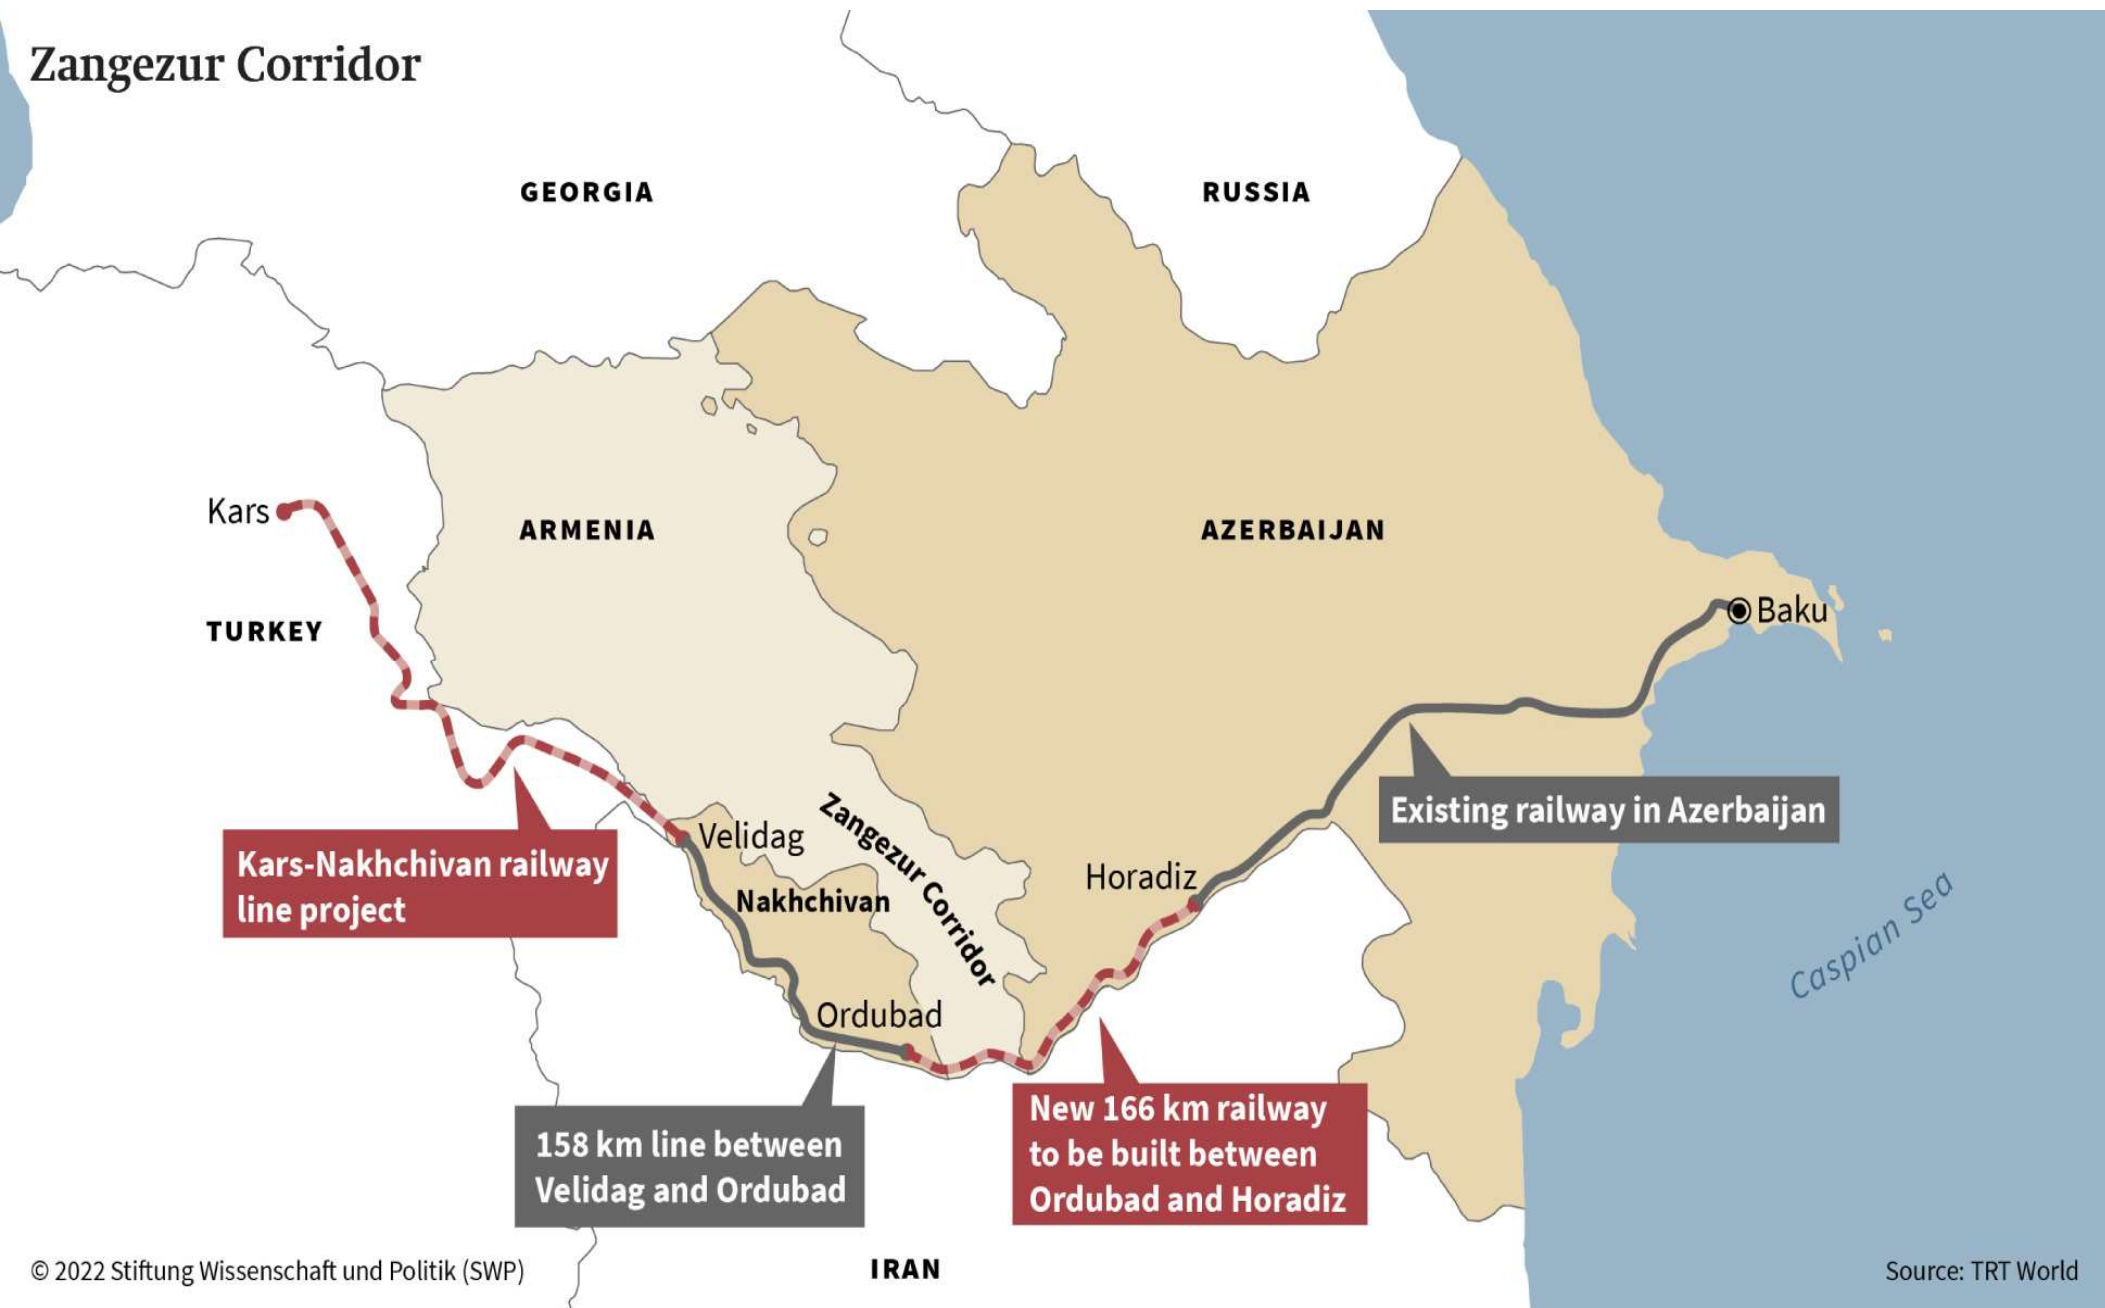 Zangezur Corridor
GEORGIA
RUSSIA
Kars
ARMENIA
AZERBAIJAN
TURKEY
Baku
Existing railway in Azerbaijan
Zangezur Corridor
Velidag
Kars-Nakhchivan railway
line project
Horadiz
Nakhchivan
Caspian Sea
Ordubad
New 166 km railway
to be built between
Ordubad and Horadiz
158 km line between
Velidag and Ordubad
IRAN
© 2022 Stiftung Wissenschaft und Politik (SWP)
Source: TRT World